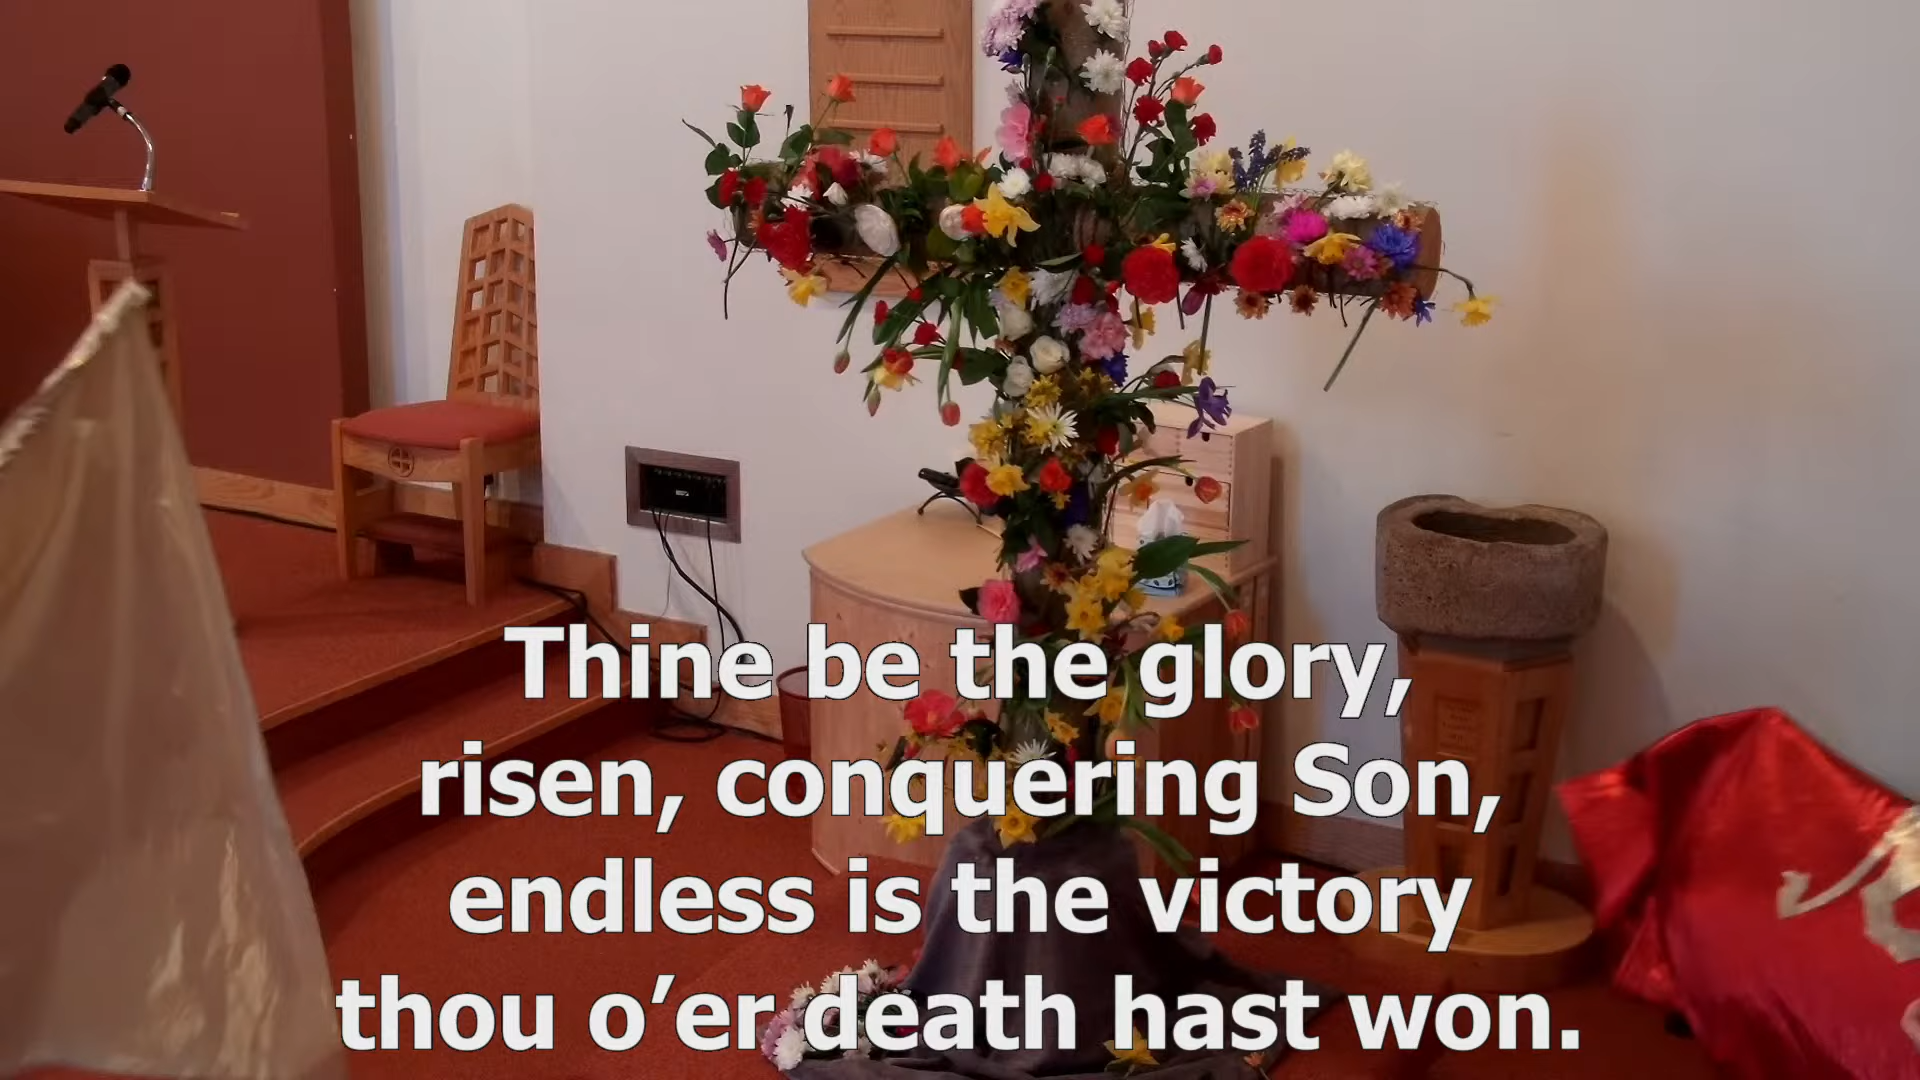 Thine be the glory,
risen, conquering Son,
endless is the victory
thou o’er death hast won.